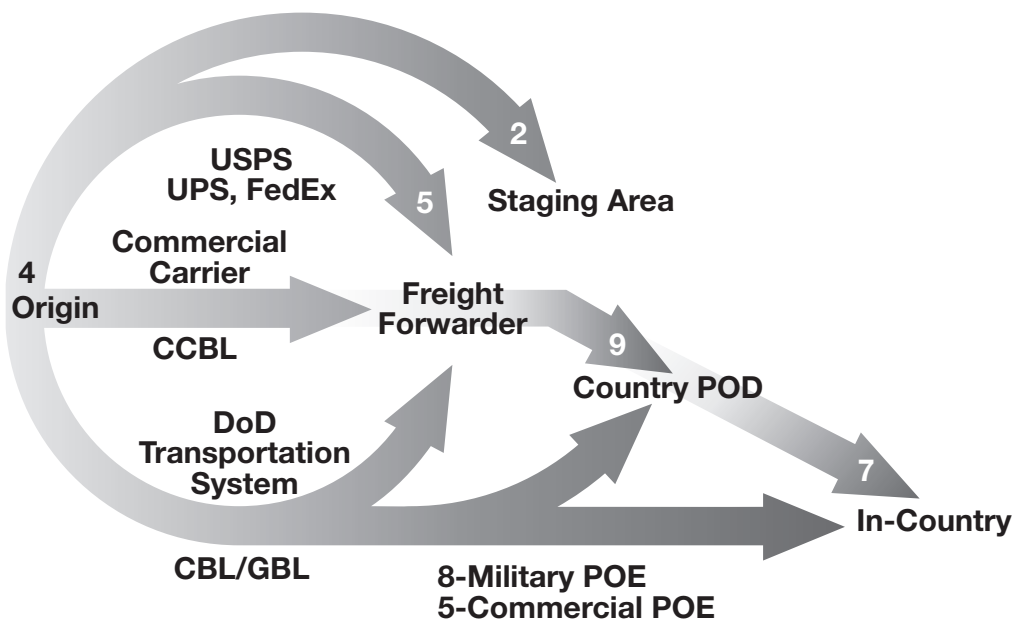 2
Staging Area
USPS
UPS, FedEx
5
Commercial
Carrier
4
Origin
CCBL
Freight
Forwarder
9
Country POD
DoD
Transportation
System
7
In-Country
CBL/GBL
8-Military POE
5-Commercial POE